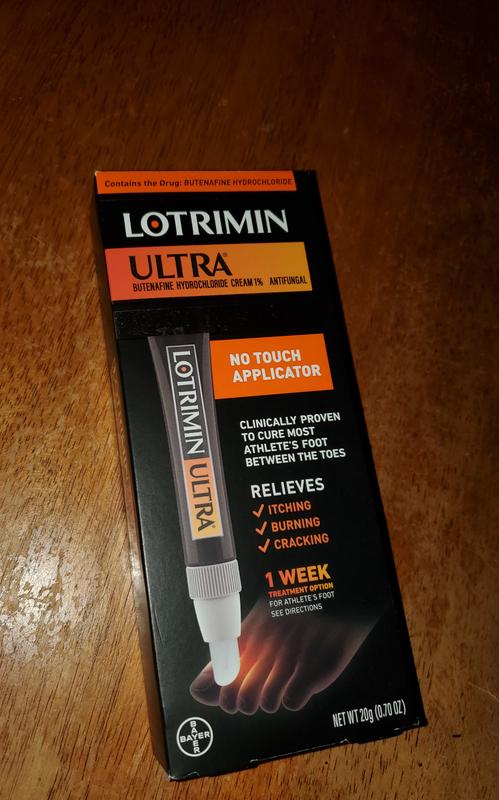 Contains the Drug: BUTENAFINE HYDROCHLORIDE
LOTRIMIN
ULTRA®
BUTENAFINE HYDROCHLORIDE CREAM 1% ANTIFUNGAL
NO TOUCH
APPLICATOR
LOTRIMIN ULTRA®
CLINICALLY PROVEN
TO CURE MOST
ATHLETE'S FOOT
BETWEEN THE TOES
RELIEVES
ITCHING
BURNING
CRACKING
1 WEEK
TREATMENT OPTION
FOR ATHLETE'S FOOT
SEE DIRECTIONS
BAYER
BAYER
NET WT 20g (0.70 OZ)